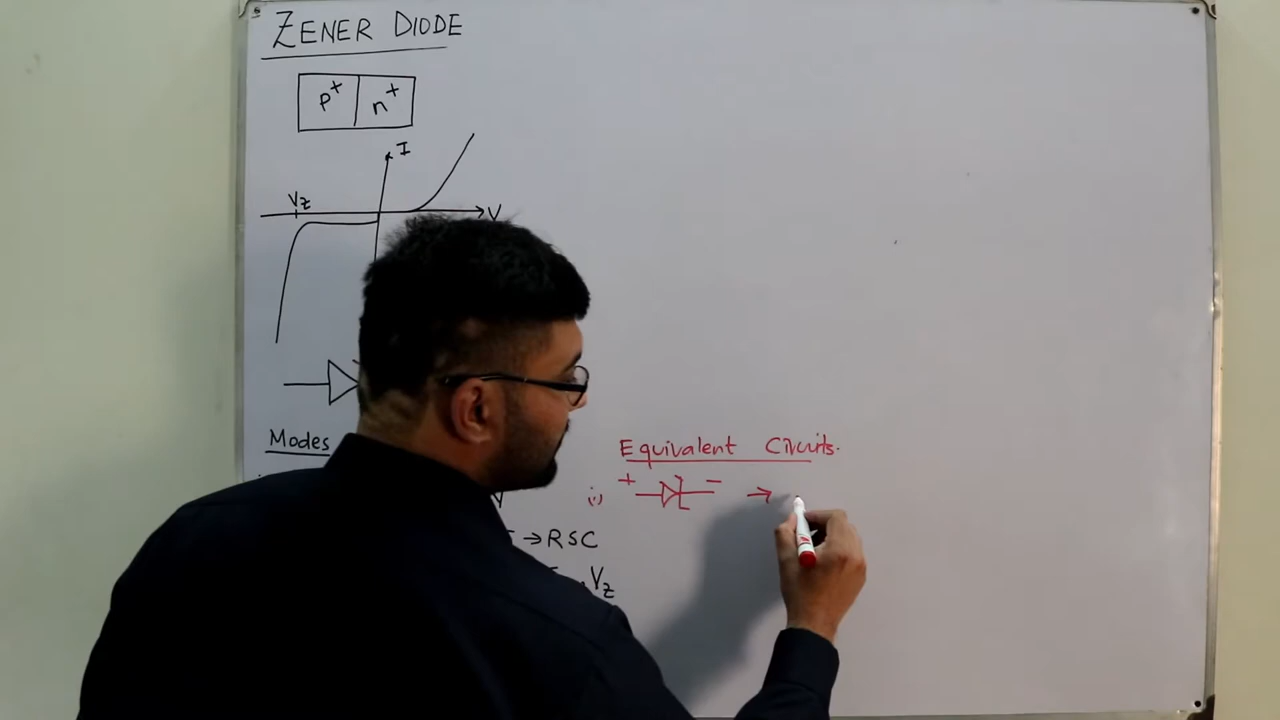 ZENER DIODE
p+ n+
I
Vz
V
Modes
Equivalent Circuits.
i) + - →
→ RSC
Vz